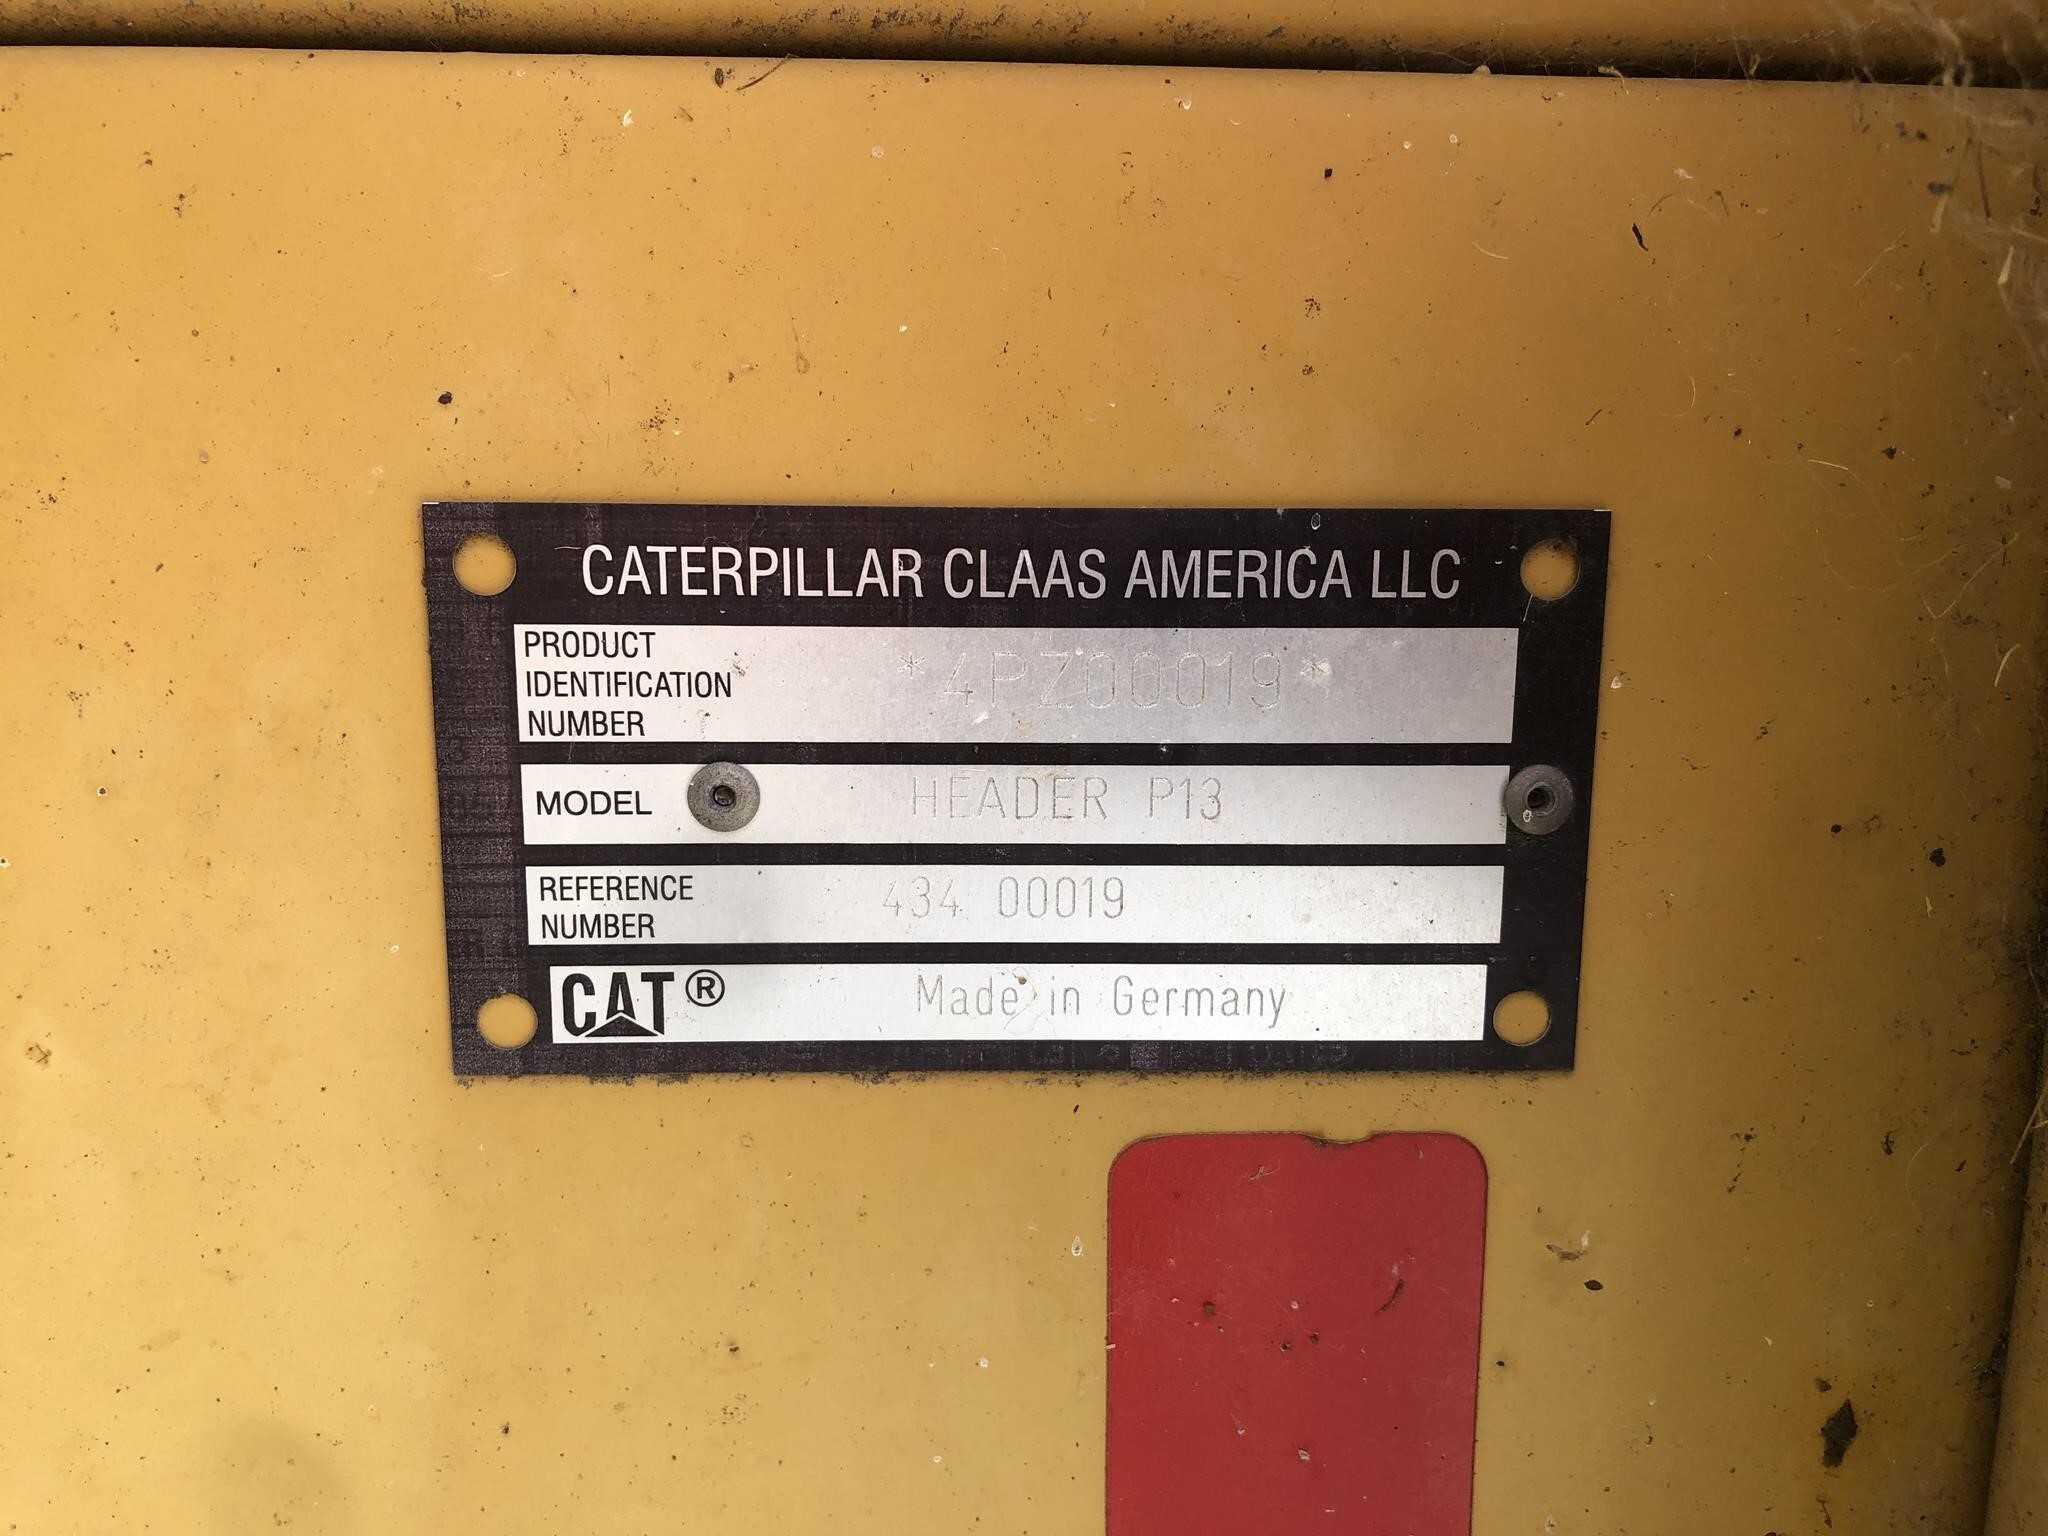 CATERPILLAR CLAAS AMERICA LLC
PRODUCT
IDENTIFICATION
NUMBER
*4PZ00019*
MODEL HEADER P13
REFERENCE
NUMBER
434 00019
CAT® Made in Germany